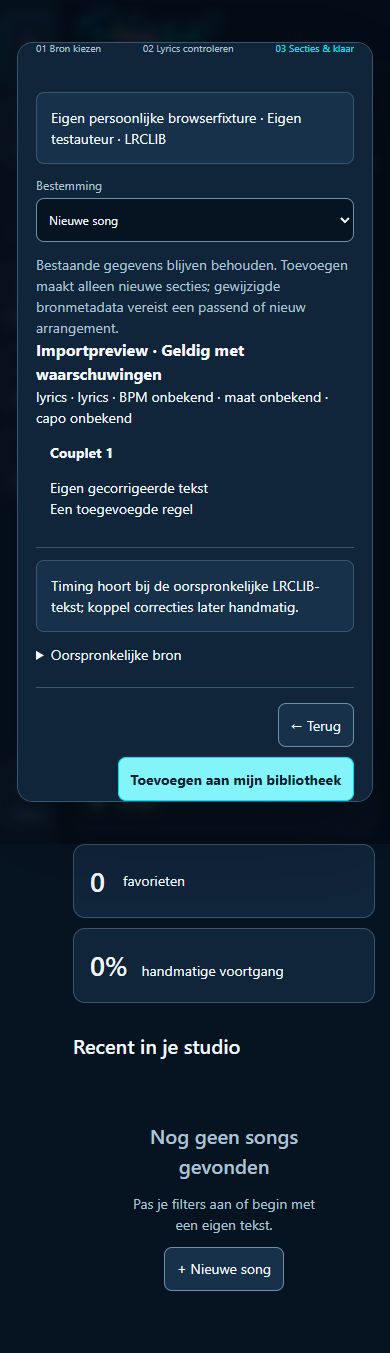 01 Bron kiezen 02 Lyrics controleren 03 Secties & klaar
Eigen persoonlijke browserfixture · Eigen
testauteur · LRCLIB
Bestemming
Nieuwe song
Bestaande gegevens blijven behouden. Toevoegen
maakt alleen nieuwe secties; gewijzigde
bronmetadata vereist een passend of nieuw
arrangement.
Importpreview · Geldig met
waarschuwingen
lyrics · lyrics · BPM onbekend · maat onbekend ·
capo onbekend
Couplet 1
Eigen gecorrigeerde tekst
Een toegevoegde regel
Timing hoort bij de oorspronkelijke LRCLIB-
tekst; koppel correcties later handmatig.
▶ Oorspronkelijke bron
← Terug
Toevoegen aan mijn bibliotheek
0 favorieten
0% handmatige voortgang
Recent in je studio
Nog geen songs
gevonden
Pas je filters aan of begin met
een eigen tekst.
+ Nieuwe song